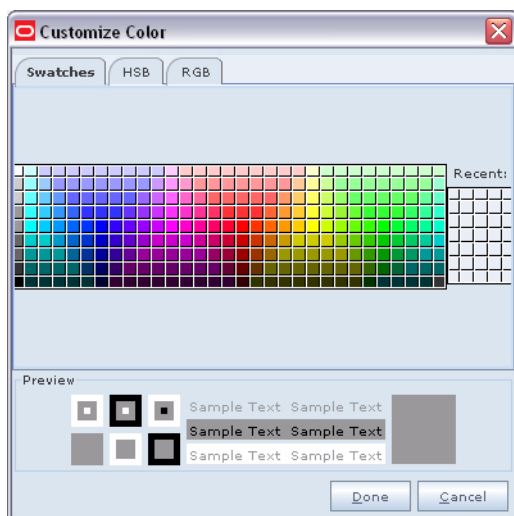 Customize Color
Swatches HSB RGB
Recent:
Preview
Sample Text Sample Text
Sample Text Sample Text
Sample Text Sample Text
Done Cancel